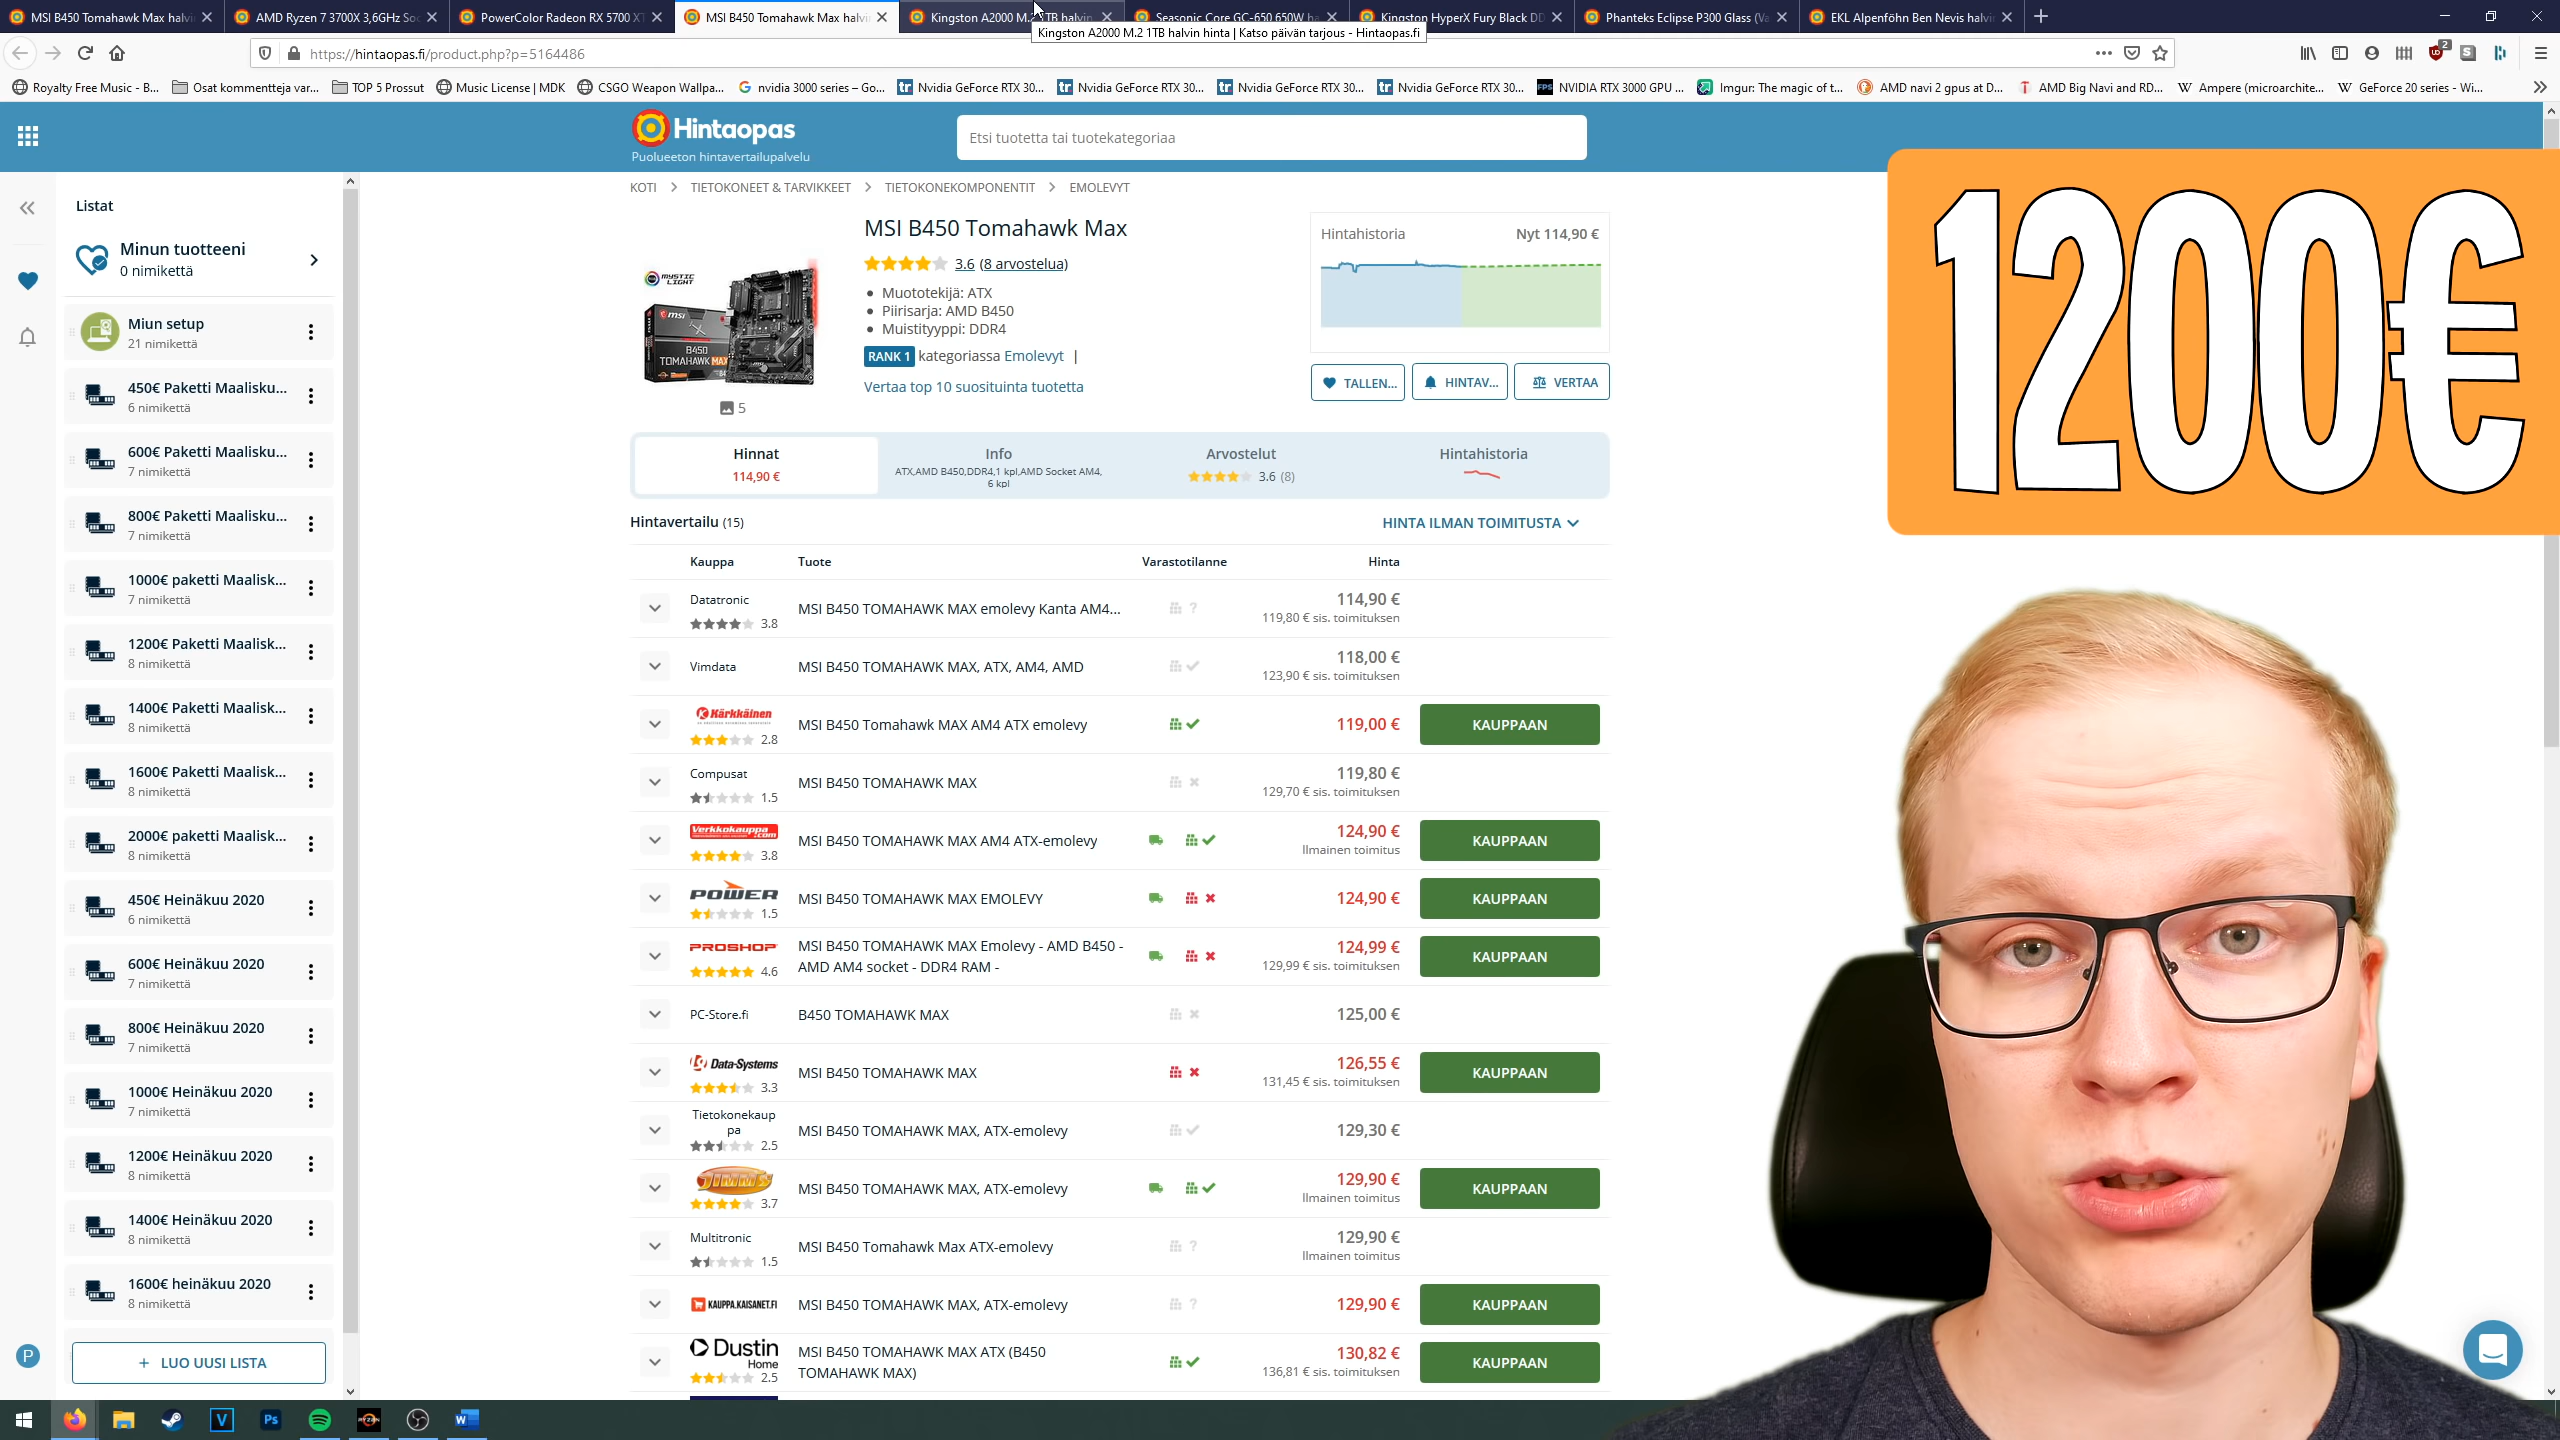 MSI B450 Tomahawk Max halvi
AMD Ryzen 7 3700X 3,6GHz So
PowerColor Radeon RX 5700 XT
MSI B450 Tomahawk Max halvi
Kingston A2000 M.2 1TB halvin
Seasonic Core GC-650 650W ha
Kingston HyperX Fury Black DD
Phanteks Eclipse P300 Glass (Va
EKL Alpenföhn Ben Nevis halvi
Kingston A2000 M.2 1TB halvin hinta | Katso päivän tarjous - Hintaopas.fi
https://hintaopas.fi/product.php?p=5164486
2
Royalty Free Music - B...
Osat kommentteja var...
TOP 5 Prossut
Music License | MDK
CSGO Weapon Wallpa...
nvidia 3000 series – Go...
Nvidia GeForce RTX 30...
Nvidia GeForce RTX 30...
Nvidia GeForce RTX 30...
Nvidia GeForce RTX 30...
NVIDIA RTX 3000 GPU ...
Imgur: The magic of t...
AMD navi 2 gpus at D...
AMD Big Navi and RD...
Ampere (microarchite...
GeForce 20 series - Wi...
Hintaopas
Puolueeton hintavertailupalvelu
Etsi tuotetta tai tuotekategoriaa
KOTI > TIETOKONEET & TARVIKKEET > TIETOKONEKOMPONENTIT > EMOLEVYT
Listat
Minun tuotteeni
0 nimikettä
Miun setup
21 nimikettä
450€ Paketti Maalisku...
6 nimikettä
600€ Paketti Maalisku...
7 nimikettä
800€ Paketti Maalisku...
7 nimikettä
1000€ paketti Maalisk...
7 nimikettä
1200€ Paketti Maalisk...
8 nimikettä
1400€ Paketti Maalisk...
8 nimikettä
1600€ Paketti Maalisk...
8 nimikettä
2000€ paketti Maalisk...
8 nimikettä
450€ Heinäkuu 2020
6 nimikettä
600€ Heinäkuu 2020
7 nimikettä
800€ Heinäkuu 2020
7 nimikettä
1000€ Heinäkuu 2020
7 nimikettä
1200€ Heinäkuu 2020
8 nimikettä
1400€ Heinäkuu 2020
8 nimikettä
1600€ heinäkuu 2020
8 nimikettä
+ LUO UUSI LISTA
P
MYSTIC LIGHT
msi
B450
TOMAHAWK MAX
5
MSI B450 Tomahawk Max
3.6 (8 arvostelua)
Muototekijä: ATX
Piirisarja: AMD B450
Muistityyppi: DDR4
RANK 1 kategoriassa Emolevyt |
Vertaa top 10 suosituinta tuotetta
Hintahistoria Nyt 114,90 €
TALLEN...
HINTAV...
VERTAA
Hinnat
114,90 €
Info
ATX,AMD B450,DDR4,1 kpl,AMD Socket AM4,
6 kpl
Arvostelut
3.6 (8)
Hintahistoria
Hintavertailu (15)
HINTA ILMAN TOIMITUSTA
Kauppa Tuote Varastotilanne Hinta
Datatronic
3.8
MSI B450 TOMAHAWK MAX emolevy Kanta AM4...
?
114,90 €
119,80 € sis. toimituksen
Vimdata
MSI B450 TOMAHAWK MAX, ATX, AM4, AMD
118,00 €
123,90 € sis. toimituksen
Kärkkäinen
2.8
MSI B450 Tomahawk MAX AM4 ATX emolevy
119,00 €
KAUPPAAN
Compusat
1.5
MSI B450 TOMAHAWK MAX
119,80 €
129,70 € sis. toimituksen
Verkkokauppa.com
3.8
MSI B450 TOMAHAWK MAX AM4 ATX-emolevy
124,90 €
Ilmainen toimitus
KAUPPAAN
POWER
1.5
MSI B450 TOMAHAWK MAX EMOLEVY
124,90 €
KAUPPAAN
PROSHOP
4.6
MSI B450 TOMAHAWK MAX Emolevy - AMD B450 -
AMD AM4 socket - DDR4 RAM -
124,99 €
129,99 € sis. toimituksen
KAUPPAAN
PC-Store.fi
B450 TOMAHAWK MAX
125,00 €
Data-Systems
3.3
MSI B450 TOMAHAWK MAX
126,55 €
131,45 € sis. toimituksen
KAUPPAAN
Tietokonekaup
pa
2.5
MSI B450 TOMAHAWK MAX, ATX-emolevy
129,30 €
JIMM'S
3.7
MSI B450 TOMAHAWK MAX, ATX-emolevy
129,90 €
Ilmainen toimitus
KAUPPAAN
Multitronic
1.5
MSI B450 Tomahawk Max ATX-emolevy
?
129,90 €
Ilmainen toimitus
KAUPPA.KAISANET.FI
MSI B450 TOMAHAWK MAX, ATX-emolevy
?
129,90 €
KAUPPAAN
Dustin
Home
2.5
MSI B450 TOMAHAWK MAX ATX (B450
TOMAHAWK MAX)
130,82 €
136,81 € sis. toimituksen
KAUPPAAN
1200€